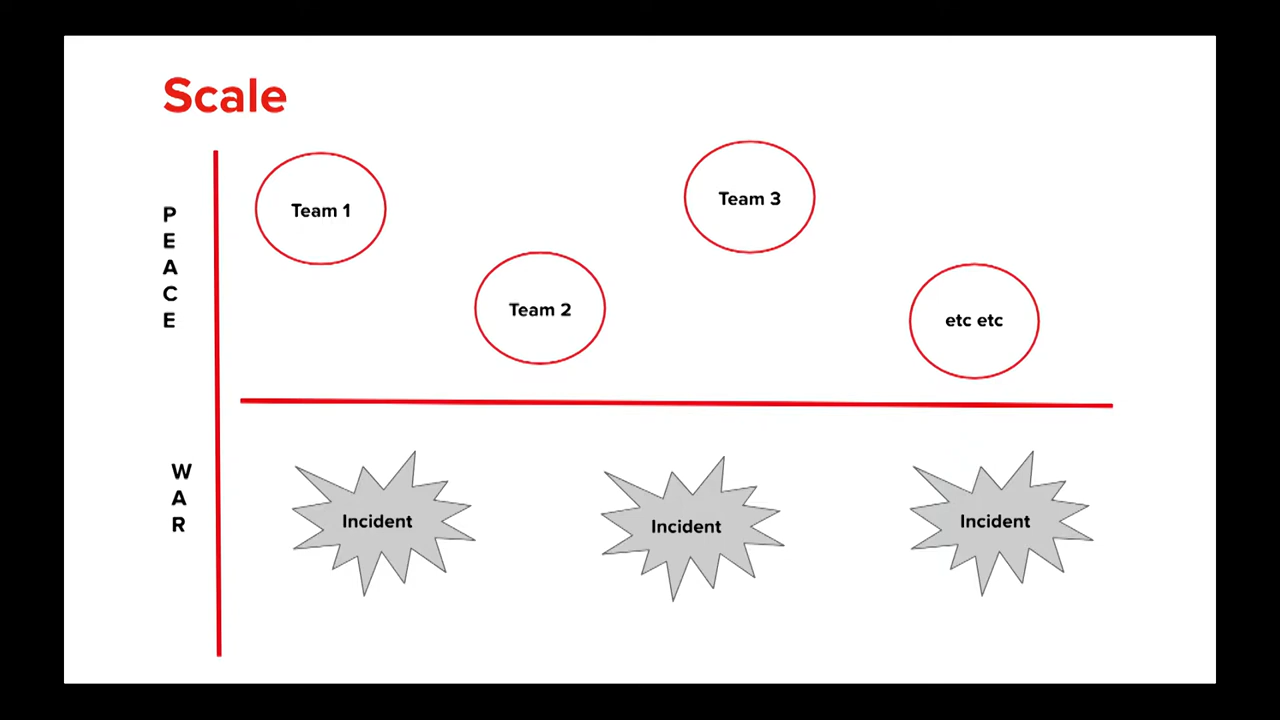 Scale
PEACE
Team 1
Team 2
Team 3
etc etc
WAR
Incident
Incident
Incident